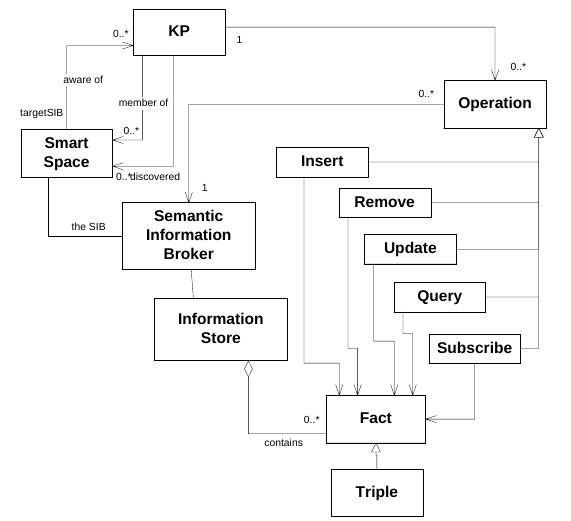 KP
0..*
1
0..*
aware of
0..*
Operation
member of
targetSIB
0..*
Smart
Space
Insert
0..*
discovered
1
Remove
Semantic
Information
Broker
the SIB
Update
Query
Information
Store
Subscribe
0..*
Fact
contains
Triple